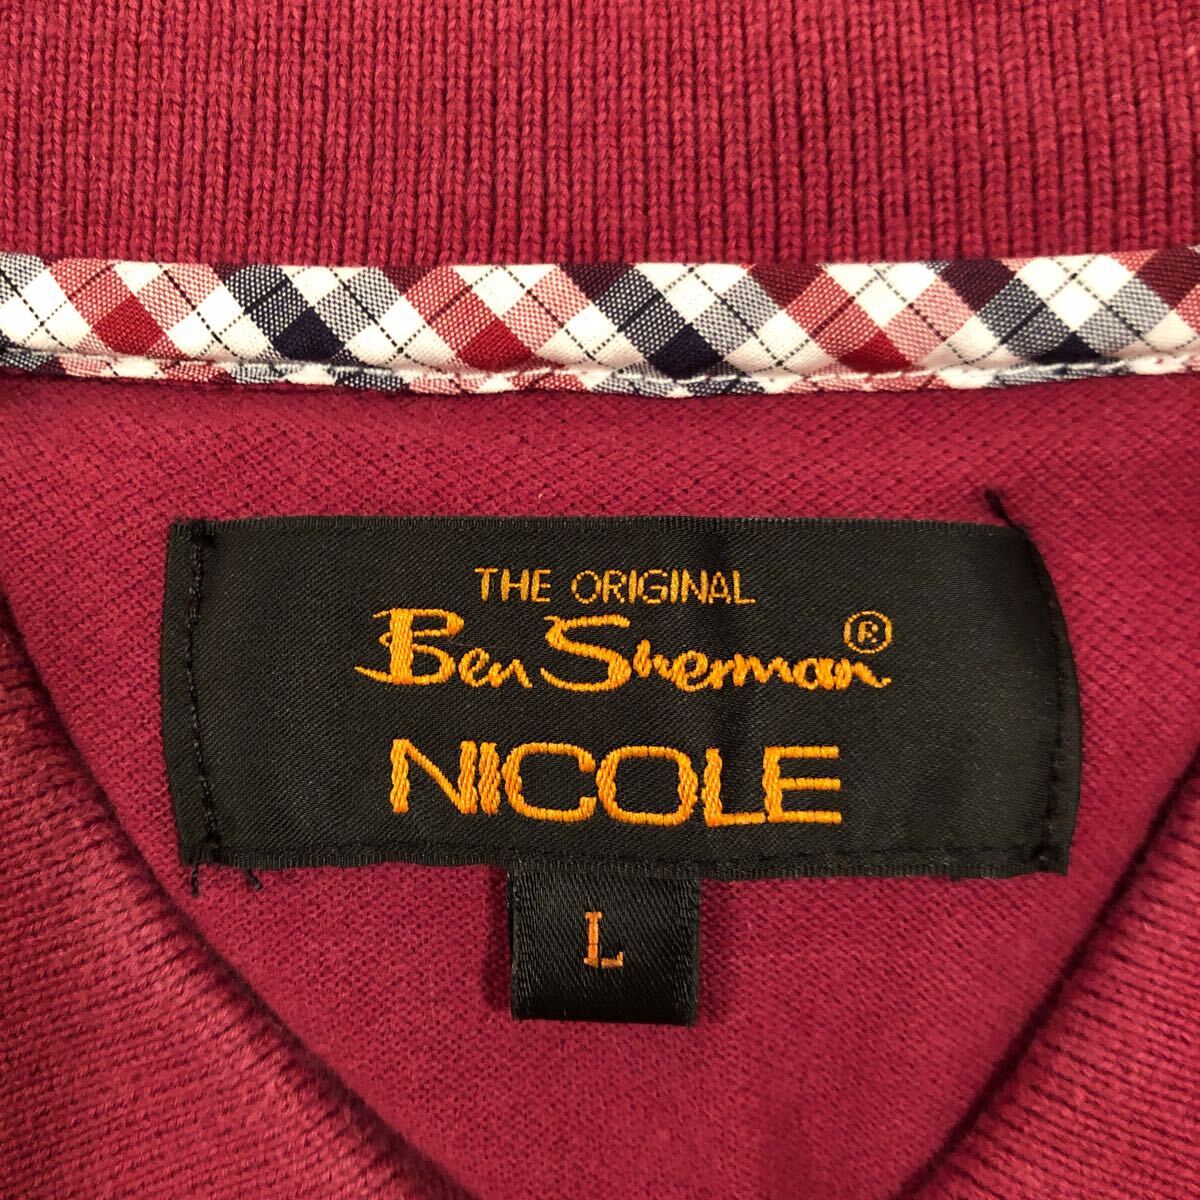 THE ORIGINAL
Ben Sherman®
NICOLE
L